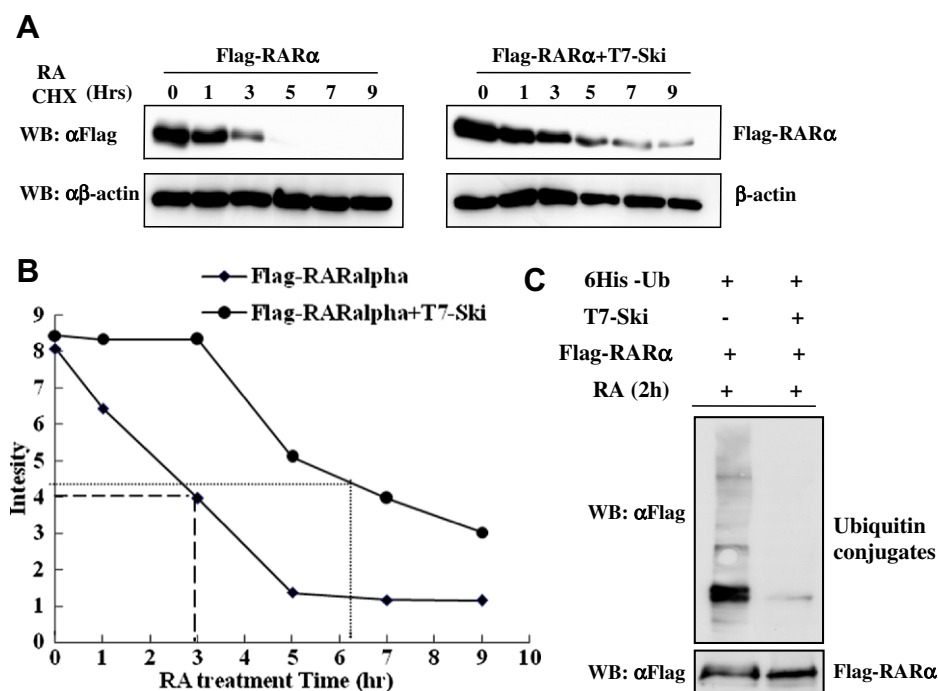 A
Flag-RARα
Flag-RARα+T7-Ski
RA
CHX (Hrs)
0 1 3 5 7 9
0 1 3 5 7 9
WB: αFlag
Flag-RARα
WB: αβ-actin
β-actin
B
Flag-RARalpha
Flag-RARalpha+T7-Ski
Intesity
9
8
7
6
5
4
3
2
1
0
0 1 2 3 4 5 6 7 8 9 10
RA treatment Time (hr)
C
6His -Ub + +
T7-Ski - +
Flag-RARα + +
RA (2h) + +
WB: αFlag
Ubiquitin
conjugates
WB: αFlag
Flag-RARα